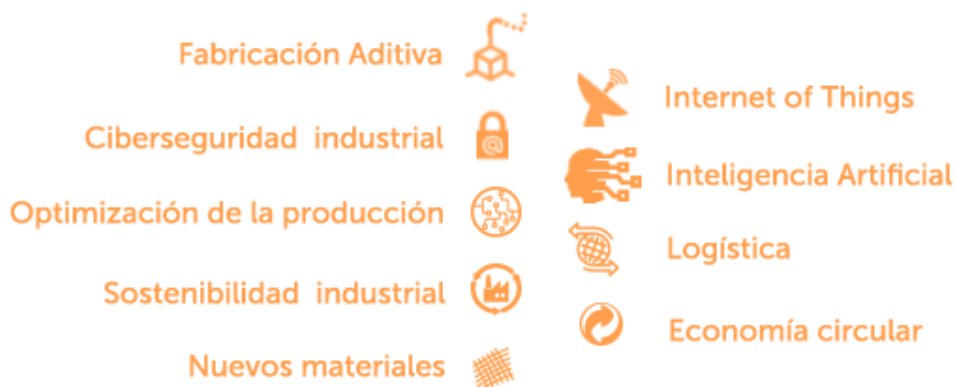 Fabricación Aditiva
Ciberseguridad industrial
Optimización de la producción
Sostenibilidad industrial
Nuevos materiales
Internet of Things
Inteligencia Artificial
Logística
Economía circular